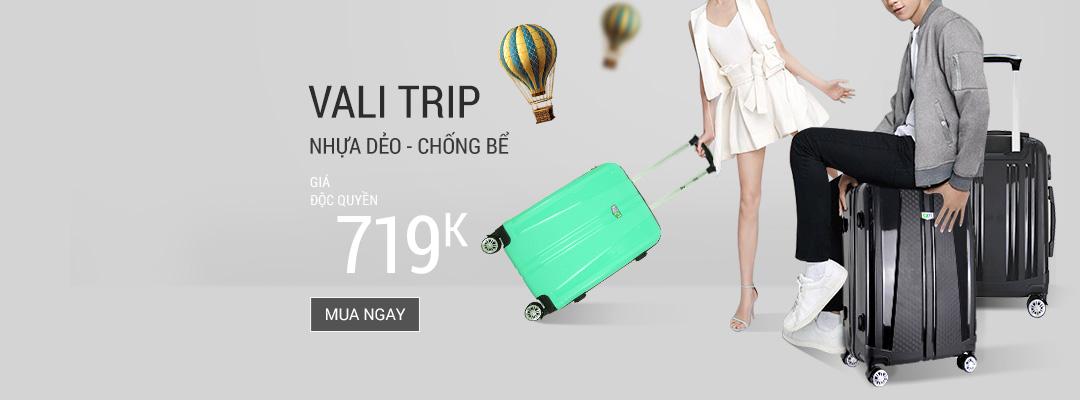 VALI TRIP
NHỰA DẺO - CHỐNG BỂ
GIÁ
ĐỘC QUYỀN
719K
MUA NGAY